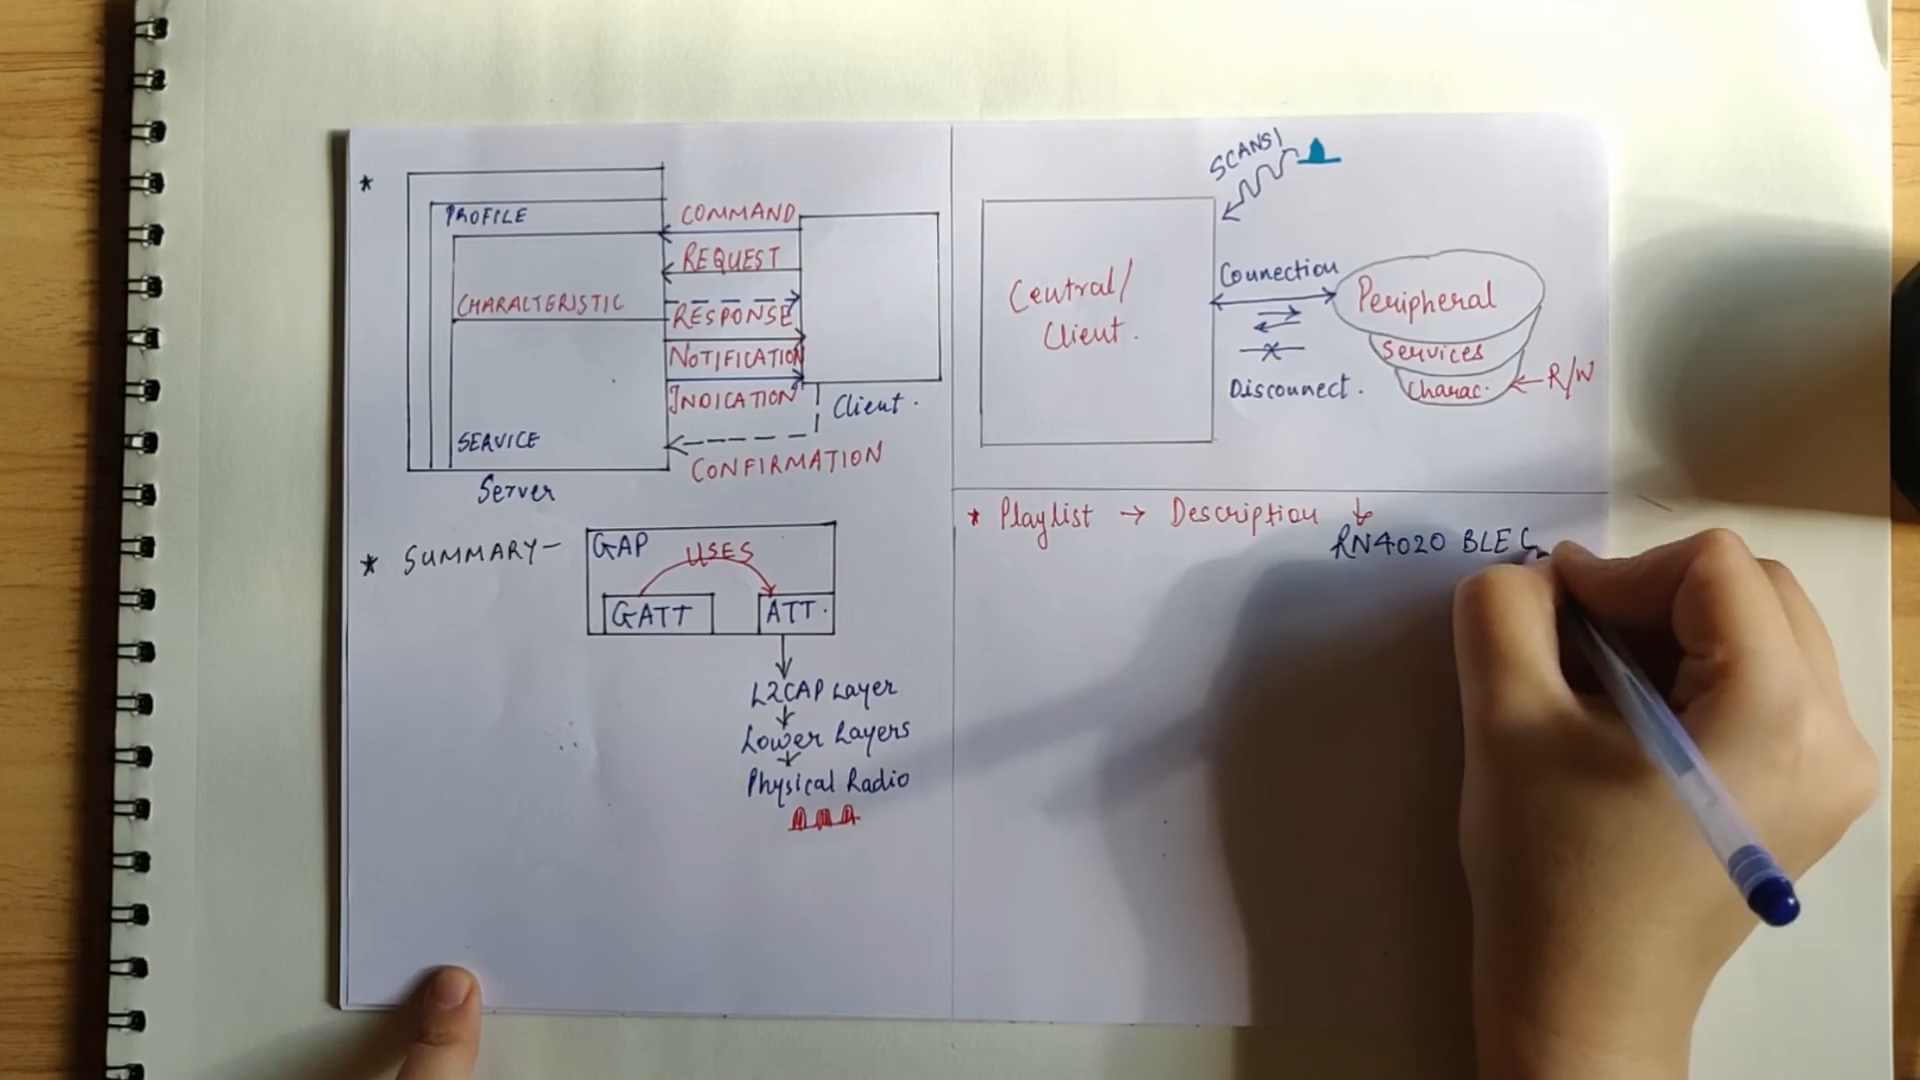 *
PROFILE
CHARACTERISTIC
SERVICE
Server
COMMAND
REQUEST
RESPONSE
NOTIFICATION
INDICATION
Client.
CONFIRMATION
* SUMMARY-
GAP
USES
GATT
ATT.
L2CAP Layer
Lower Layers
Physical Radio
SCANS!
Central/
Client.
Connection
Disconnect.
Peripheral
Services
Charac.
R/W
* Playlist → Description
RN4020 BLE C